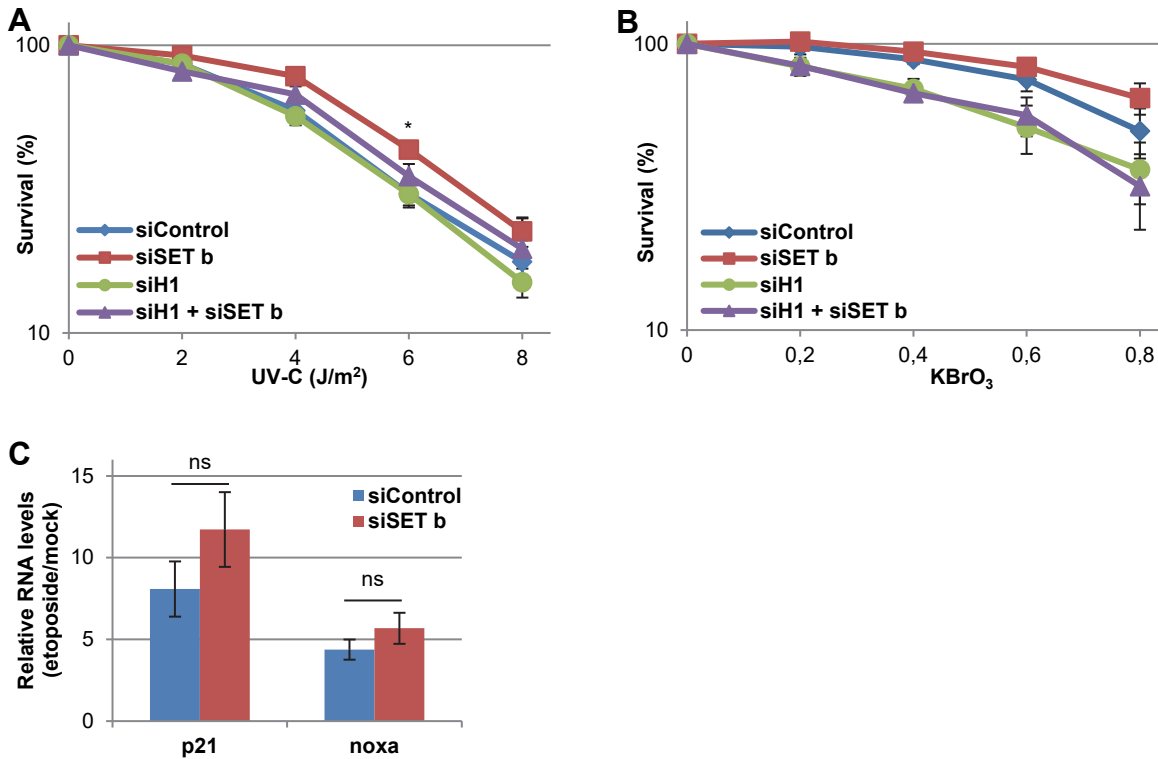 A
100
10
Survival (%)
*
siControl
siSET b
siH1
siH1 + siSET b
0 2 4 6 8
UV-C (J/m²)
B
100
10
Survival (%)
siControl
siSET b
siH1
siH1 + siSET b
0 0,2 0,4 0,6 0,8
KBrO₃
C
Relative RNA levels
(etoposide/mock)
15
10
5
0
ns
ns
siControl
siSET b
p21 noxa